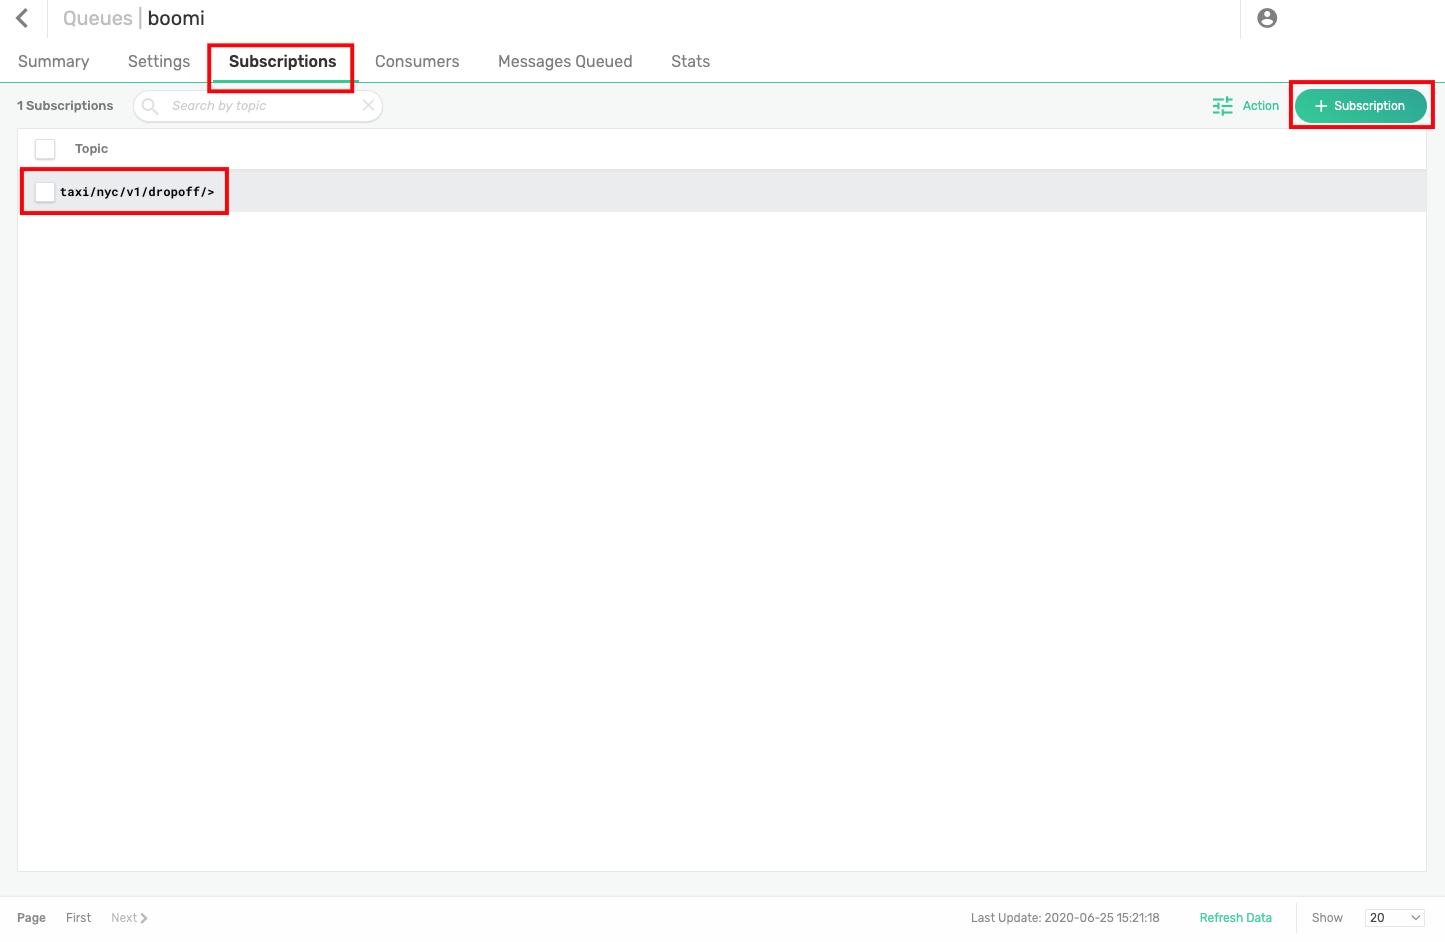 Queues | boomi
Summary Settings Subscriptions Consumers Messages Queued Stats
1 Subscriptions Search by topic Action + Subscription
Topic
taxi/nyc/v1/dropoff/>
Page First Next Last Update: 2020-06-25 15:21:18 Refresh Data Show 20